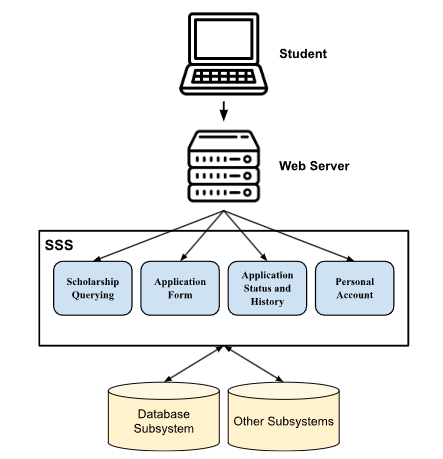 Student
Web Server
SSS
Scholarship
Querying
Application
Form
Application
Status and
History
Personal
Account
Database
Subsystem
Other Subsystems